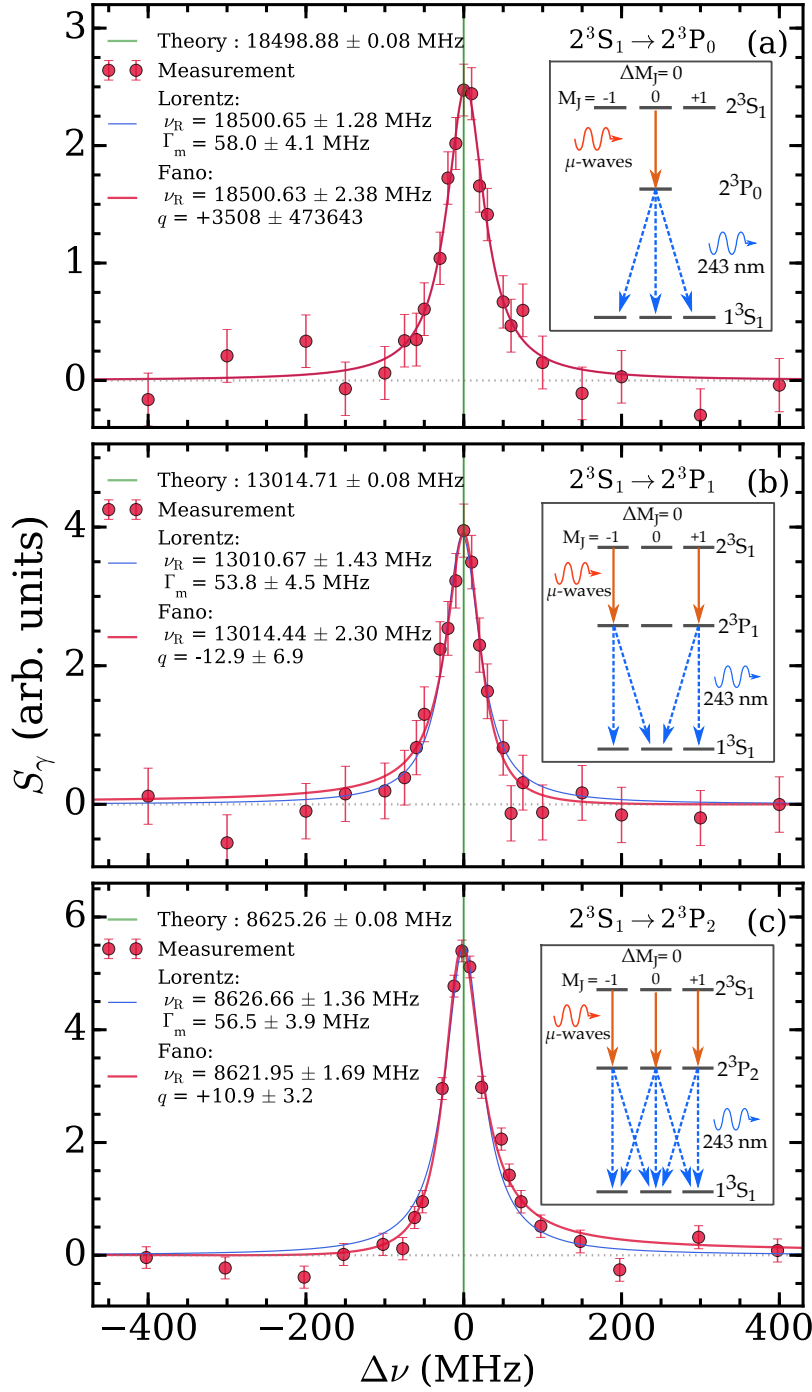 Theory : 18498.88 ± 0.08 MHz
Measurement
Lorentz:
ν_R = 18500.65 ± 1.28 MHz
Γ_m = 58.0 ± 4.1 MHz
Fano:
ν_R = 18500.63 ± 2.38 MHz
q = +3508 ± 473643
2³S₁ → 2³P₀ (a)
ΔM_J= 0
M_J = -1 0 +1 2³S₁
μ-waves
2³P₀
243 nm
1³S₁
3
2
1
0
Theory : 13014.71 ± 0.08 MHz
Measurement
Lorentz:
ν_R = 13010.67 ± 1.43 MHz
Γ_m = 53.8 ± 4.5 MHz
Fano:
ν_R = 13014.44 ± 2.30 MHz
q = -12.9 ± 6.9
2³S₁ → 2³P₁ (b)
ΔM_J= 0
M_J = -1 0 +1 2³S₁
μ-waves
2³P₁
243 nm
1³S₁
4
2
0
S_γ (arb. units)
Theory : 8625.26 ± 0.08 MHz
Measurement
Lorentz:
ν_R = 8626.66 ± 1.36 MHz
Γ_m = 56.5 ± 3.9 MHz
Fano:
ν_R = 8621.95 ± 1.69 MHz
q = +10.9 ± 3.2
2³S₁ → 2³P₂ (c)
ΔM_J= 0
M_J = -1 0 +1 2³S₁
μ-waves
2³P₂
243 nm
1³S₁
6
4
2
0
−400 −200 0 200 400
Δν (MHz)